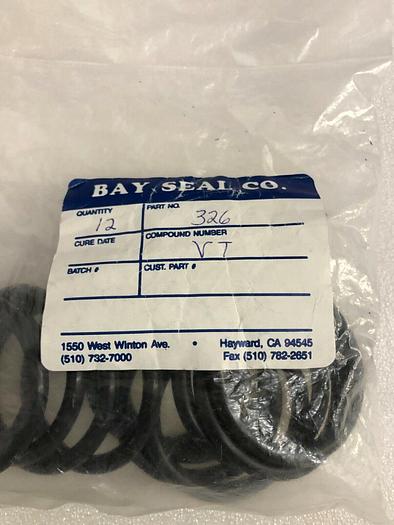 BAY SEAL CO.
QUANTITY
12
PART NO.
326
CURE DATE
COMPOUND NUMBER
VT
BATCH #
CUST. PART #
1550 West Winton Ave. • Hayward, CA 94545
(510) 732-7000 Fax (510) 782-2651